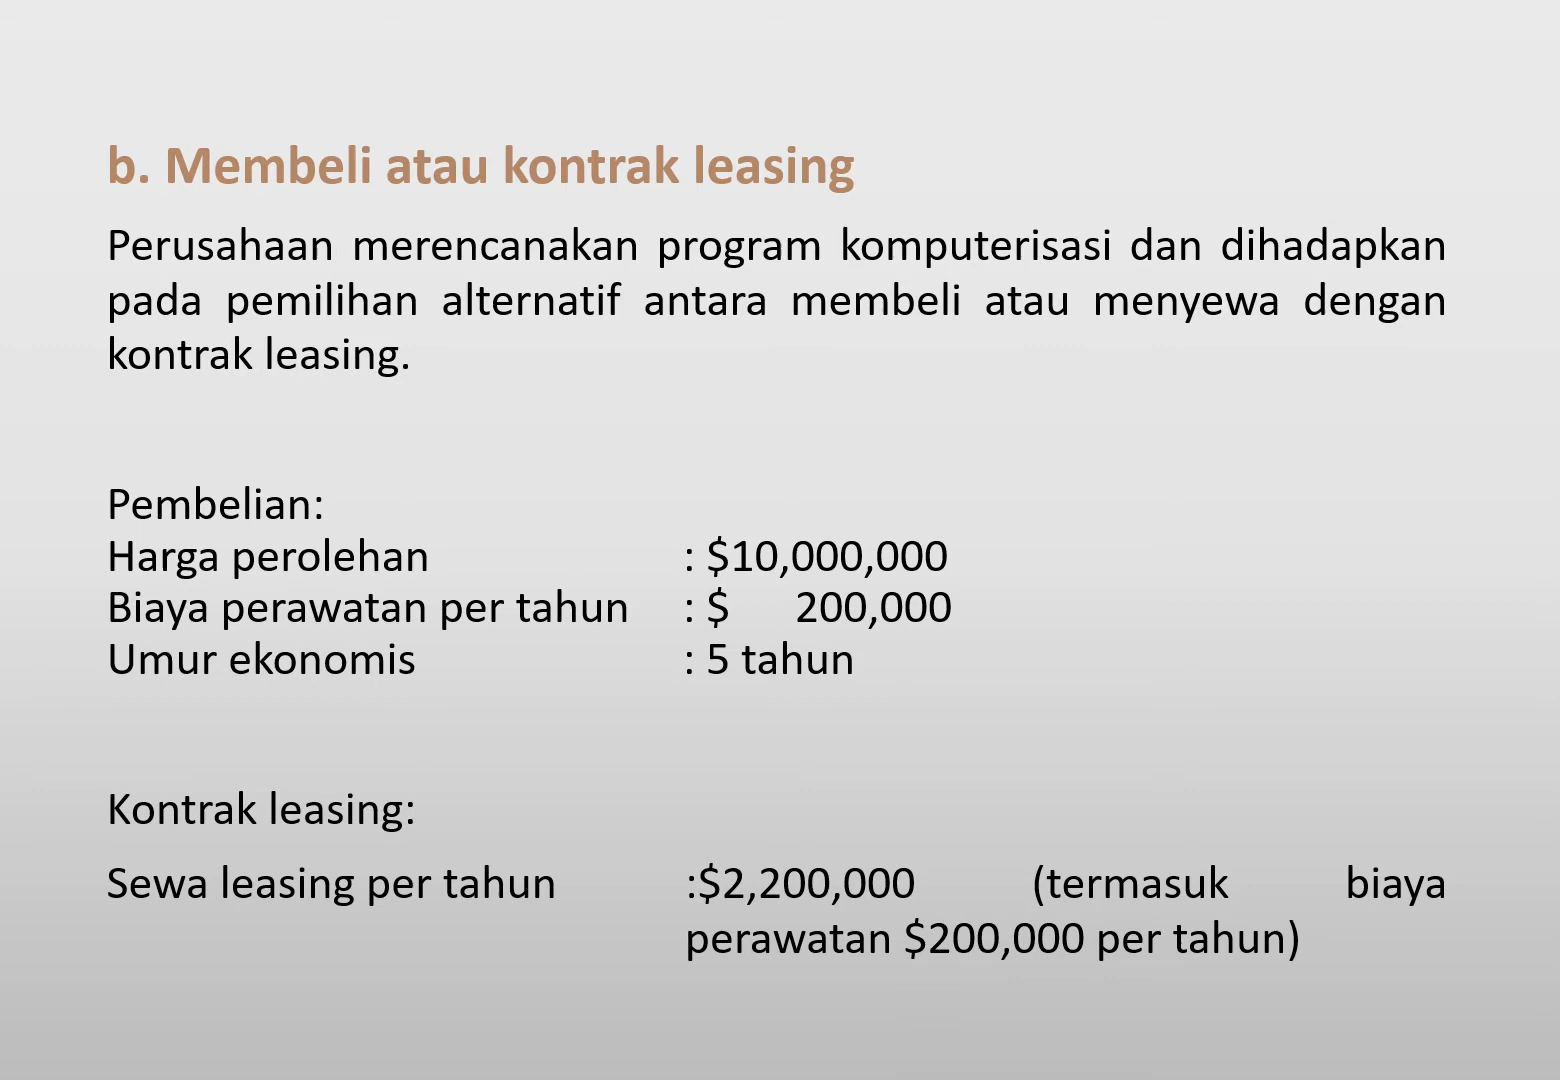 b. Membeli atau kontrak leasing
Perusahaan merencanakan program komputerisasi dan dihadapkan
pada pemilihan alternatif antara membeli atau menyewa dengan
kontrak leasing.
Pembelian:
Harga perolehan : $10,000,000
Biaya perawatan per tahun : $ 200,000
Umur ekonomis : 5 tahun
Kontrak leasing:
Sewa leasing per tahun :$2,200,000 (termasuk biaya
perawatan $200,000 per tahun)